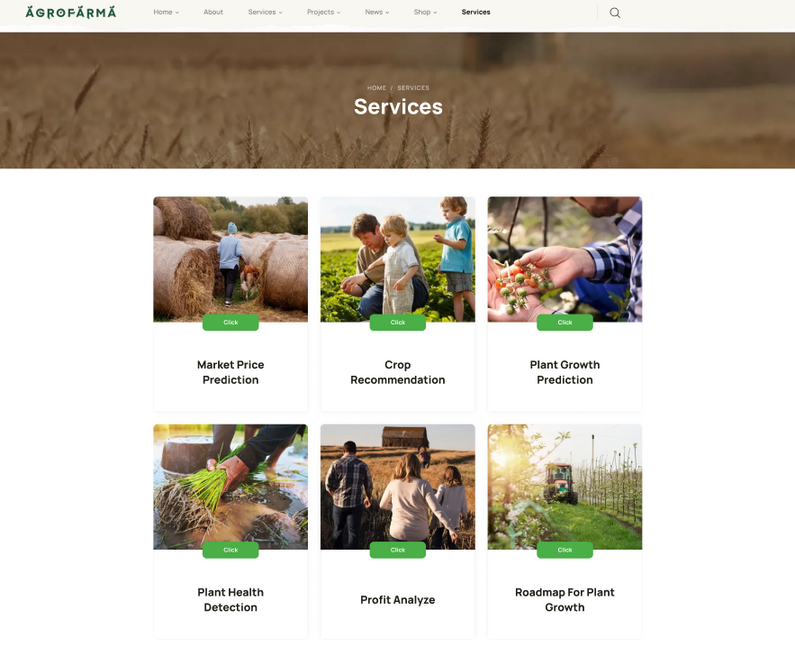 ÄGROFÄRMÄ Home About Services Projects News Shop Services
HOME / SERVICES
Services
Click Click Click
Market Price
Prediction
Crop
Recommendation
Plant Growth
Prediction
Click Click Click
Plant Health
Detection
Profit Analyze
Roadmap For Plant
Growth